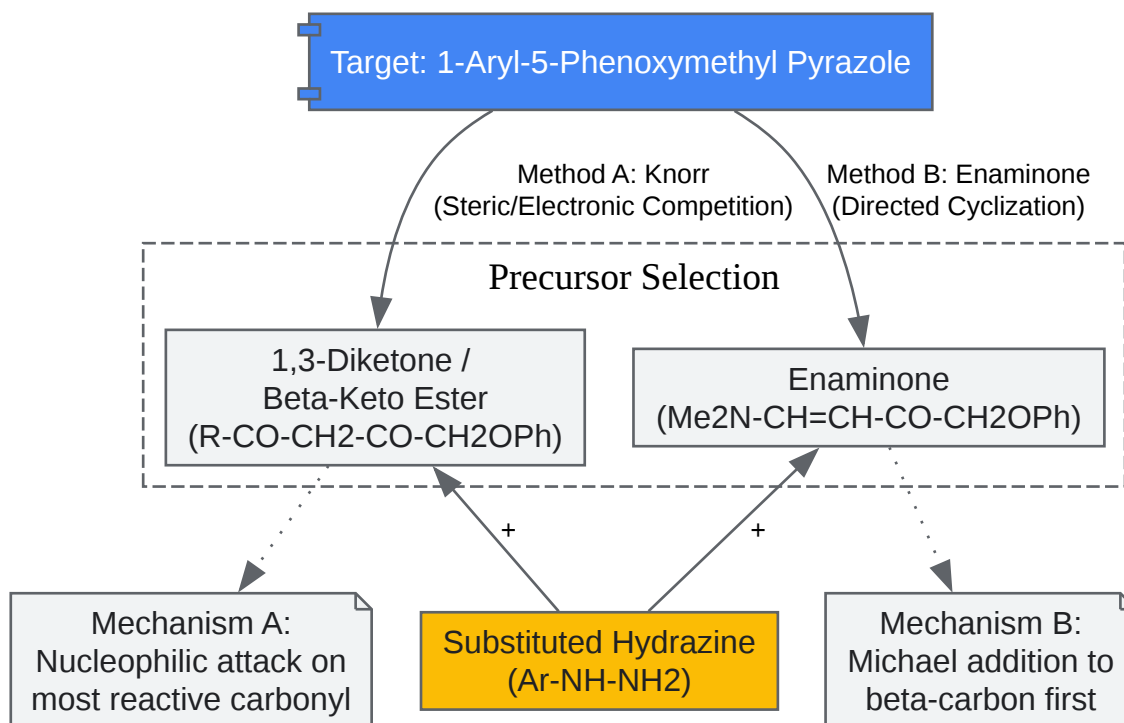 Target: 1-Aryl-5-Phenoxymethyl Pyrazole
Method A: Knorr
(Steric/Electronic Competition)
Method B: Enaminone
(Directed Cyclization)
Precursor Selection
1,3-Diketone /
Beta-Keto Ester
(R-CO-CH2-CO-CH2OPh)
Enaminone
(Me2N-CH=CH-CO-CH2OPh)
+
+
Mechanism A:
Nucleophilic attack on
most reactive carbonyl
Substituted Hydrazine
(Ar-NH-NH2)
Mechanism B:
Michael addition to
beta-carbon first